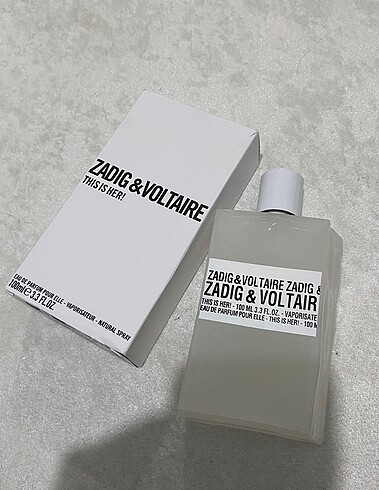 ZADIG & VOLTAIRE
THIS IS HER!
EAU DE PARFUM POUR ELLE - VAPORISATEUR - NATURAL SPRAY
100ml e 3.3 FL.OZ.
ZADIG & VOLTAIRE ZADIG &
ZADIG & VOLTAIR
THIS IS HER! - 100 ML 3.3 FL.OZ. - VAPORISATE
EAU DE PARFUM POUR ELLE - THIS IS HER! - 100 M